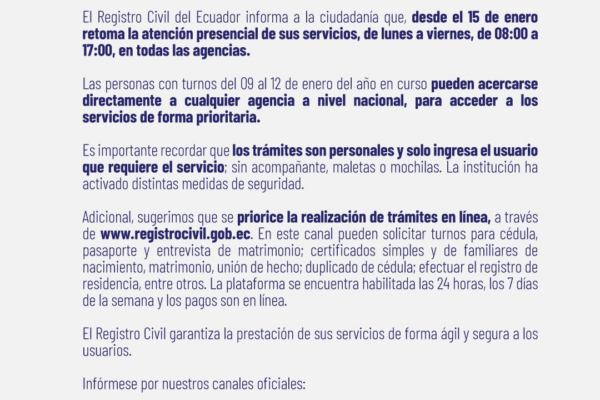 El Registro Civil del Ecuador informa a la ciudadanía que, desde el 15 de enero
retoma la atención presencial de sus servicios, de lunes a viernes, de 08:00 a
17:00, en todas las agencias.
Las personas con turnos del 09 al 12 de enero del año en curso pueden acercarse
directamente a cualquier agencia a nivel nacional, para acceder a los
servicios de forma prioritaria.
Es importante recordar que los trámites son personales y solo ingresa el usuario
que requiere el servicio; sin acompañante, maletas o mochilas. La institución ha
activado distintas medidas de seguridad.
Adicional, sugerimos que se priorice la realización de trámites en línea, a través
de www.registrocivil.gob.ec. En este canal pueden solicitar turnos para cédula,
pasaporte y entrevista de matrimonio; certificados simples y de familiares de
nacimiento, matrimonio, unión de hecho; duplicado de cédula; efectuar el registro de
residencia, entre otros. La plataforma se encuentra habilitada las 24 horas, los 7 días
de la semana y los pagos son en línea.
El Registro Civil garantiza la prestación de sus servicios de forma ágil y segura a los
usuarios.
Infórmese por nuestros canales oficiales: